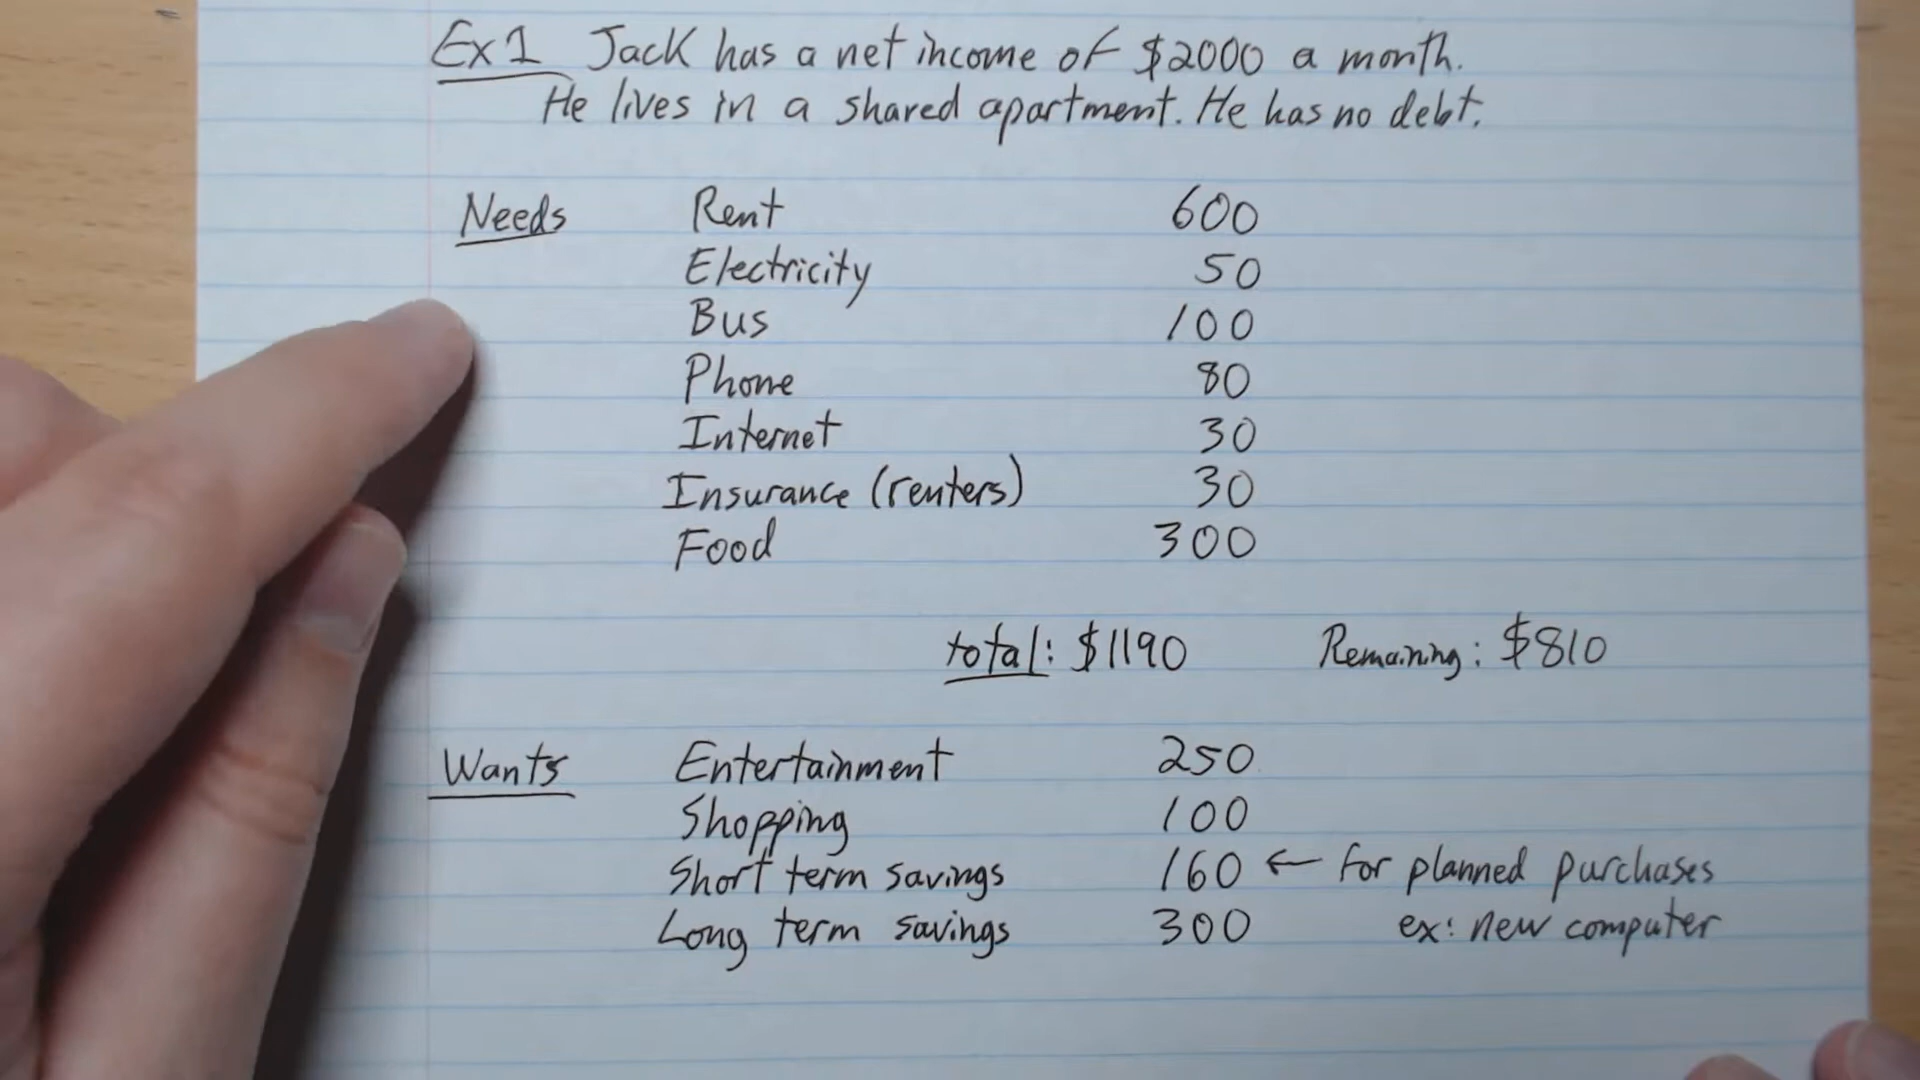 Ex 1 Jack has a net income of $2000 a month.
He lives in a shared apartment. He has no debt.
Needs Rent 600
Electricity 50
Bus 100
Phone 80
Internet 30
Insurance (renters) 30
Food 300
total: $1190 Remaining: $810
Wants Entertainment 250
Shopping 100
Short term savings 160 ← for planned purchases
Long term savings 300 ex: new computer